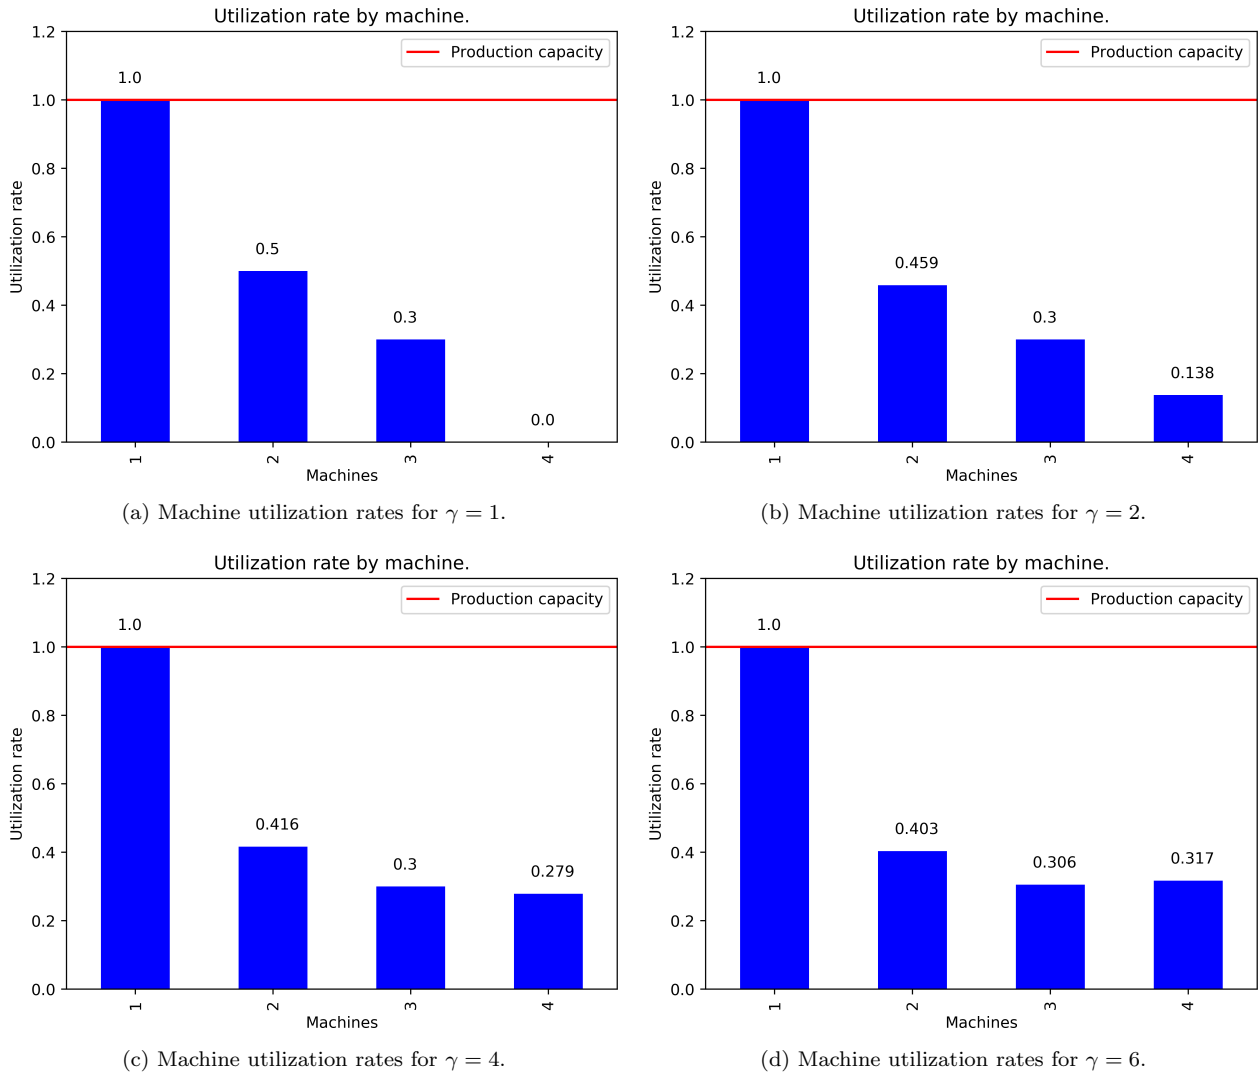 Utilization rate by machine.
1.2
Production capacity
1.0
1.0
0.8
Utilization rate
0.6
0.5
0.4
0.3
0.2
0.0
0.0
1 2 3 4
Machines
(a) Machine utilization rates for γ = 1.
Utilization rate by machine.
1.2
Production capacity
1.0
1.0
0.8
Utilization rate
0.6
0.459
0.4
0.3
0.2
0.138
0.0
1 2 3 4
Machines
(b) Machine utilization rates for γ = 2.
Utilization rate by machine.
1.2
Production capacity
1.0
1.0
0.8
Utilization rate
0.6
0.416
0.4
0.3
0.279
0.2
0.0
1 2 3 4
Machines
(c) Machine utilization rates for γ = 4.
Utilization rate by machine.
1.2
Production capacity
1.0
1.0
0.8
Utilization rate
0.6
0.403
0.4
0.306
0.317
0.2
0.0
1 2 3 4
Machines
(d) Machine utilization rates for γ = 6.